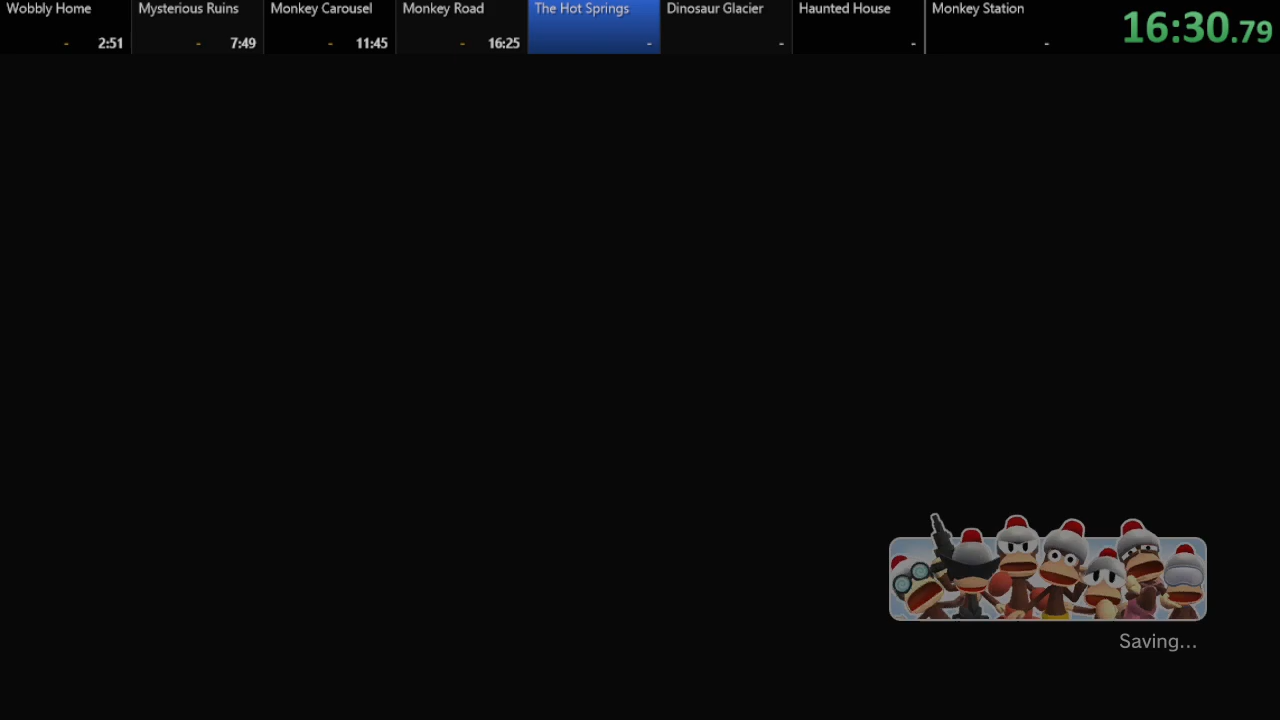 Wobbly Home
- 2:51
Mysterious Ruins
- 7:49
Monkey Carousel
- 11:45
Monkey Road
- 16:25
The Hot Springs
-
Dinosaur Glacier
-
Haunted House
-
Monkey Station
-
16:30.79
Saving...